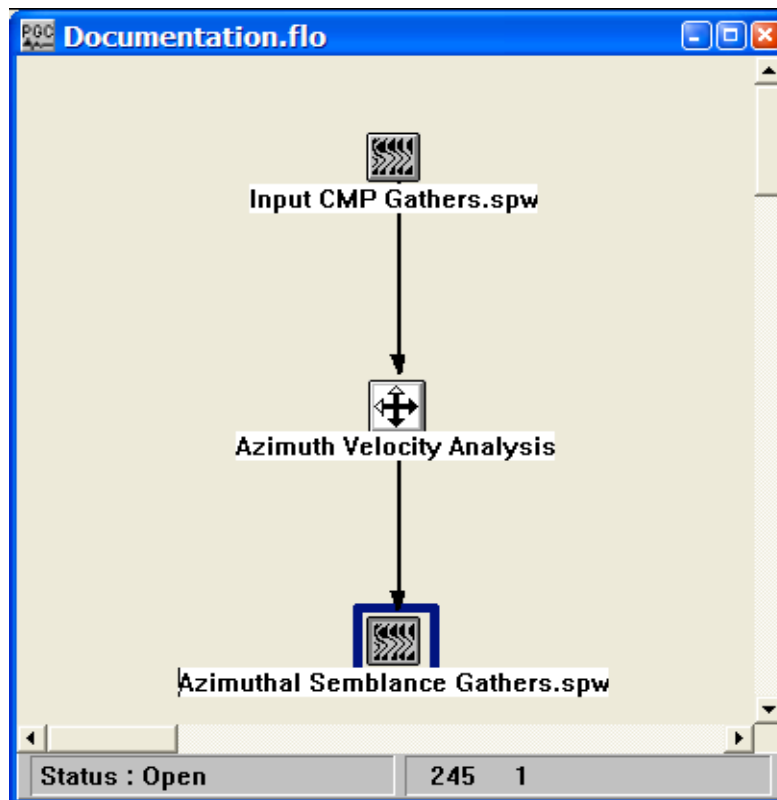 PGC Documentation.flo
Input CMP Gathers.spw
Azimuth Velocity Analysis
Azimuthal Semblance Gathers.spw
Status : Open 245 1